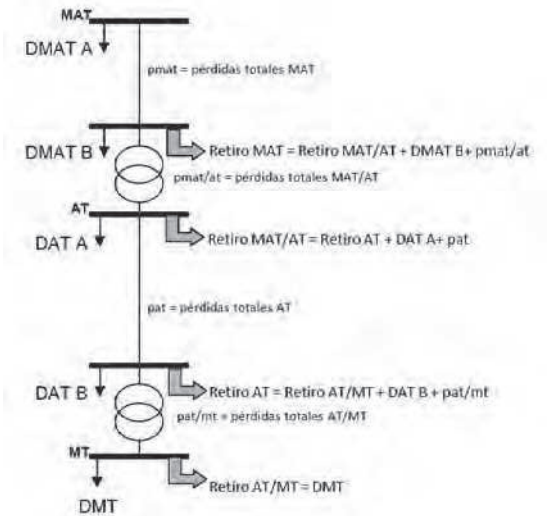 MAT
DMAT A
pmat = pérdidas totales MAT
DMAT B
Retiro MAT = Retiro MAT/AT + DMAT B+ pmat/at
pmat/at = pérdidas totales MAT/AT
AT
DAT A
Retiro MAT/AT = Retiro AT + DAT A+ pat
pat = pérdidas totales AT
DAT B
Retiro AT = Retiro AT/MT + DAT B + pat/mt
pat/mt = pérdidas totales AT/MT
MT
Retiro AT/MT = DMT
DMT